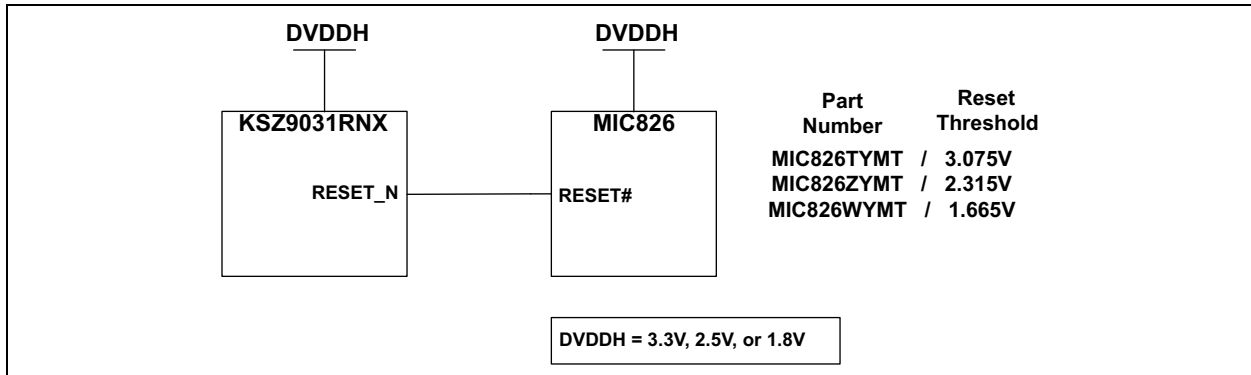 DVDDH
DVDDH
KSZ9031RNX
MIC826
RESET_N
RESET#
Part Number
Reset Threshold
MIC826TYMT / 3.075V
MIC826ZYMT / 2.315V
MIC826WYMT / 1.665V
DVDDH = 3.3V, 2.5V, or 1.8V